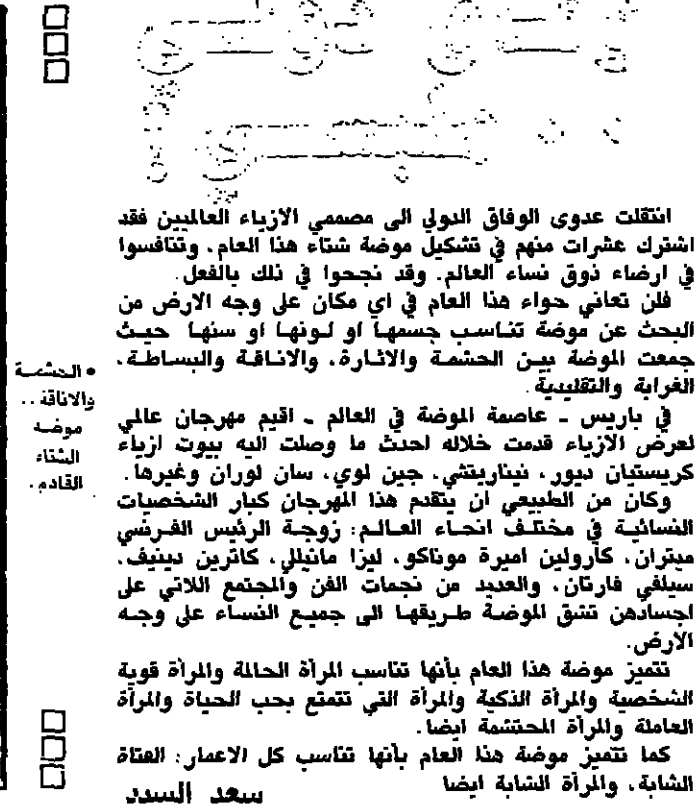 انتقلت عدوى الوفاق الدولي الى مصممي الازياء العالميين فقد
اشترك عشرات منهم في تشكيل موضة شتاء هذا العام. وتنافسوا
في ارضاء ذوق نساء العالم. وقد نجحوا في ذلك بالفعل.
فلن تعاني حواء هذا العام في اي مكان على وجه الارض من
البحث عن موضة تناسب جسمها او لونها او سنها حيث
جمعت الموضة بين الحشمة والاثارة، والاناقة والبساطة،
الغرابة والتقليدية.
في باريس ـ عاصمة الموضة في العالم ـ اقيم مهرجان عالمي
لعرض الازياء قدمت خلاله احدث ما وصلت اليه بيوت ازياء
كريستيان ديور، نيناريتشي، جين لوي، سان لوران وغيرها.
وكان من الطبيعي ان يتقدم هذا المهرجان كبار الشخصيات
النسائية في مختلف انحاء العالم: زوجة الرئيس الفرنسي
ميتران، كارولين اميرة موناكو، ليزا مانيللي، كاترين دينيف،
سيلفي فارتان، والعديد من نجمات الفن والمجتمع اللاتي على
اجسادهن تشق الموضة طريقها الى جميع النساء على وجه
الارض.
تتميز موضة هذا العام بأنها تناسب المرأة الحالمة والمرأة قوية
الشخصية والمرأة الذكية والمرأة التي تتمتع بحب الحياة والمرأة
العاملة والمرأة المحتشمة ايضا.
كما تتميز موضة هذا العام بأنها تناسب كل الاعمار: الفتاة
الشابة، والمرأة الشابة ايضا
سعد السيد
• الحشمة
والاناقة ..
موضة
الشتاء
القادم.